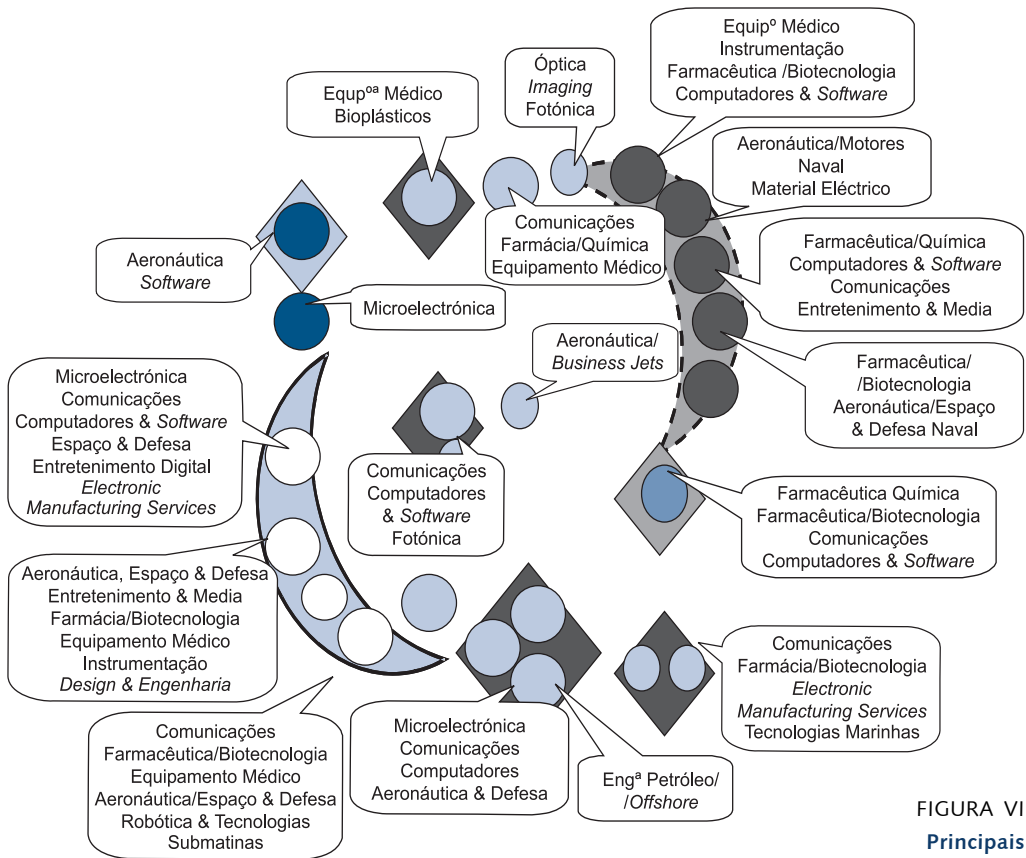 Equipº Médico
Instrumentação
Farmacêutica /Biotecnologia
Computadores & Software
Óptica
Imaging
Fotónica
Equpºª Médico
Bioplásticos
Aeronáutica/Motores
Naval
Material Eléctrico
Comunicações
Farmácia/Química
Equipamento Médico
Farmacêutica/Química
Computadores & Software
Comunicações
Entretenimento & Media
Aeronáutica
Software
Microelectrónica
Aeronáutica/
Business Jets
Farmacêutica/
/Biotecnologia
Aeronáutica/Espaço
& Defesa Naval
Microelectrónica
Comunicações
Computadores & Software
Espaço & Defesa
Entretenimento Digital
Electronic
Manufacturing Services
Comunicações
Computadores
& Software
Fotónica
Farmacêutica Química
Farmacêutica/Biotecnologia
Comunicações
Computadores & Software
Aeronáutica, Espaço & Defesa
Entretenimento & Media
Farmácia/Biotecnologia
Equipamento Médico
Instrumentação
Design & Engenharia
Comunicações
Farmácia/Biotecnologia
Electronic
Manufacturing Services
Tecnologias Marinhas
Comunicações
Farmacêutica/Biotecnologia
Equipamento Médico
Aeronáutica/Espaço & Defesa
Robótica & Tecnologias
Submatinas
Microelectrónica
Comunicações
Computadores
Aeronáutica & Defesa
Engª Petróleo/
/Offshore
FIGURA VI
Principais